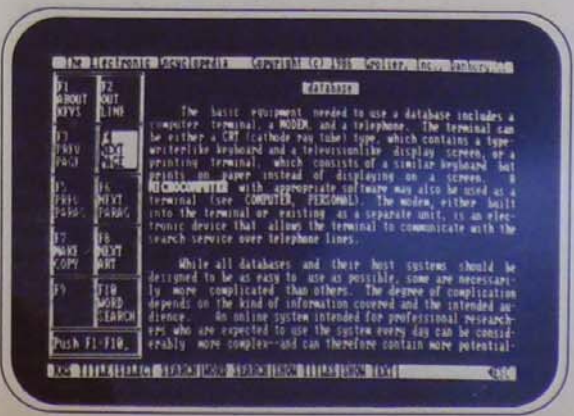 The Electronic Encyclopedia Copyright (c) 1986 Grolier, Inc., Danbury,
F1 ABOUT KEYS
F2 OUT LINE
F3 PREV PAGE
F4 NEXT PAGE
F5 PREV PARAG
F6 NEXT PARAG
F7 MAKE COPY
F8 NEXT ART
F9
F10 WORD SEARCH
Push F1-F10,
database
The basic equipment needed to use a database includes a
computer terminal, a MODEM, and a telephone. The terminal can
be either a CRT (cathode ray tube) type, which contains a type-
writerlike keyboard and a televisionlike display screen, or a
printing terminal, which consists of a similar keyboard but
prints on paper instead of displaying on a screen. A
MICROCOMPUTER with appropriate software may also be used as a
terminal (see COMPUTER, PERSONAL). The modem, either built
into the terminal or existing as a separate unit, is an elec-
tronic device that allows the terminal to communicate with the
search service over telephone lines.
While all databases and their host systems should be
designed to be as easy to use as possible, some are necessari-
ly more complicated than others. The degree of complication
depends on the kind of information covered and the intended au-
dience. An online system intended for professional research-
ers who are expected to use the system every day can be consid-
erably more complex--and can therefore contain more potential-
TITLE SELECT SEARCH WORD SEARCH SHOW TITLES SHOW TEXT